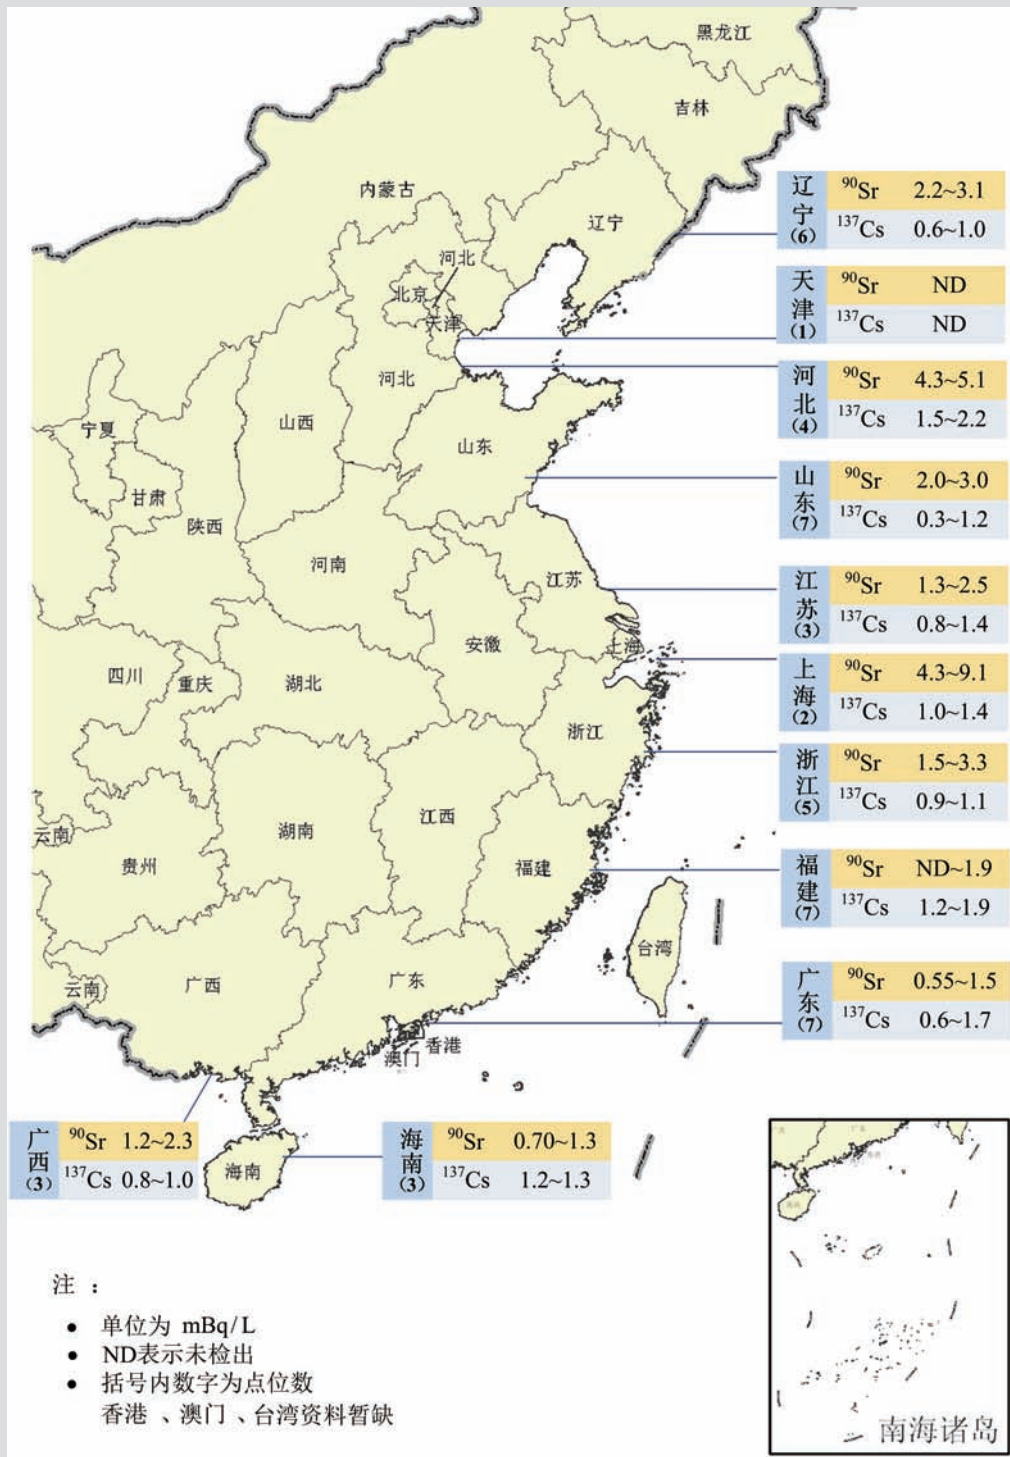 黑龙江
吉林
内蒙古
辽宁
河北
北京
天津
河北
山西
山东
宁夏
甘肃
陕西
河南
江苏
安徽
上海
四川
重庆
湖北
浙江
云南
贵州
湖南
江西
福建
台湾
云南
广西
广东
香港
澳门
海南
辽宁(6)
90Sr 2.2~3.1
137Cs 0.6~1.0
天津(1)
90Sr ND
137Cs ND
河北(4)
90Sr 4.3~5.1
137Cs 1.5~2.2
山东(7)
90Sr 2.0~3.0
137Cs 0.3~1.2
江苏(3)
90Sr 1.3~2.5
137Cs 0.8~1.4
上海(2)
90Sr 4.3~9.1
137Cs 1.0~1.4
浙江(5)
90Sr 1.5~3.3
137Cs 0.9~1.1
福建(7)
90Sr ND~1.9
137Cs 1.2~1.9
广东(7)
90Sr 0.55~1.5
137Cs 0.6~1.7
广西(3)
90Sr 1.2~2.3
137Cs 0.8~1.0
海南(3)
90Sr 0.70~1.3
137Cs 1.2~1.3
注 :
• 单位为 mBq/L
• ND表示未检出
• 括号内数字为点位数
香港 、澳门 、台湾资料暂缺
南海诸岛